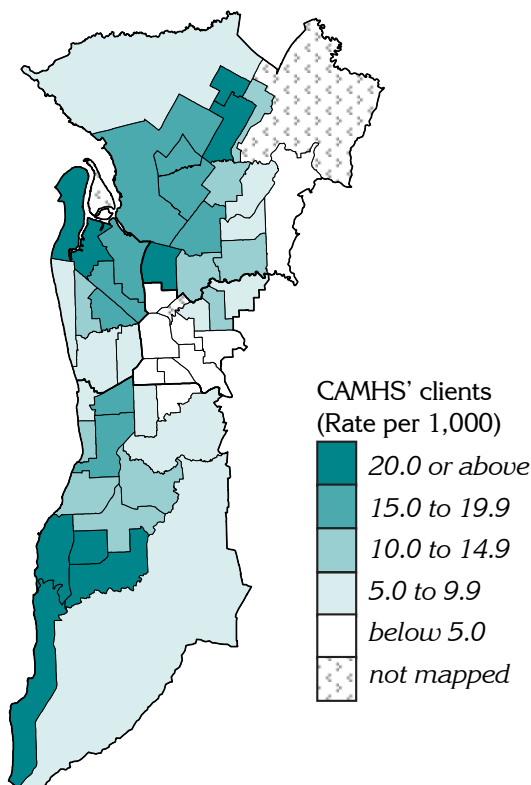 CAMHS' clients
(Rate per 1,000)
20.0 or above
15.0 to 19.9
10.0 to 14.9
5.0 to 9.9
below 5.0
not mapped